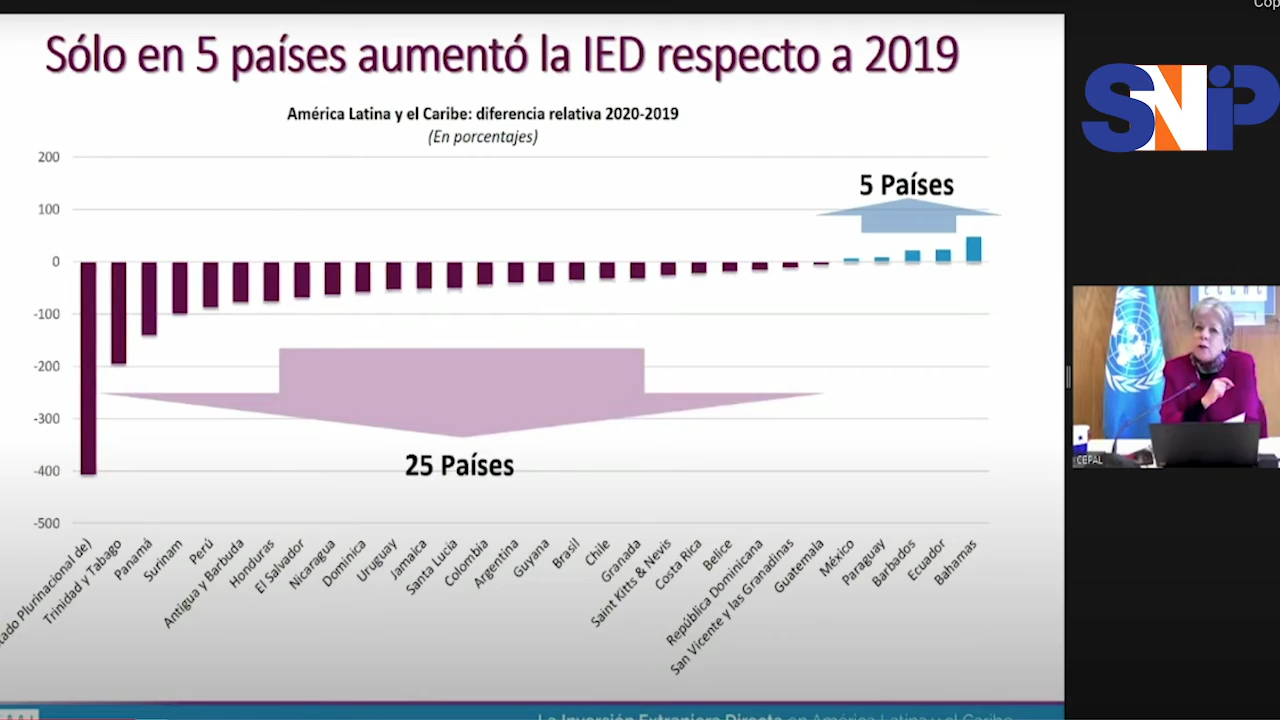 Cop
Sólo en 5 países aumentó la IED respecto a 2019
América Latina y el Caribe: diferencia relativa 2020-2019
(En porcentajes)
200
100
0
-100
-200
-300
-400
-500
5 Países
25 Países
tado Plurinacional de)
Trinidad y Tabago
Panamá
Surinam
Perú
Antigua y Barbuda
Honduras
El Salvador
Nicaragua
Dominica
Uruguay
Jamaica
Santa Lucía
Colombia
Argentina
Guyana
Brasil
Chile
Granada
Saint Kitts & Nevis
Costa Rica
Belice
República Dominicana
San Vicente y las Granadinas
Guatemala
México
Paraguay
Barbados
Ecuador
Bahamas
La Inversión Extranjera Directa en América Latina y el Caribe
SNiP
CEPAL